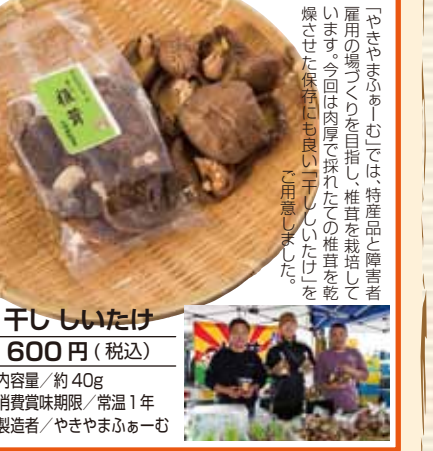 「やきやまふぁーむ」では、特産品と障害者
雇用の場づくりを目指し、椎茸を栽培して
います。今回は肉厚で採れたての椎茸を乾
燥させた保存にも良い「干ししいたけ」を
ご用意しました。
椎茸
干し しいたけ
600円(税込)
内容量/約40g
消費賞味期限/常温1年
製造者/やきやまふぁーむ